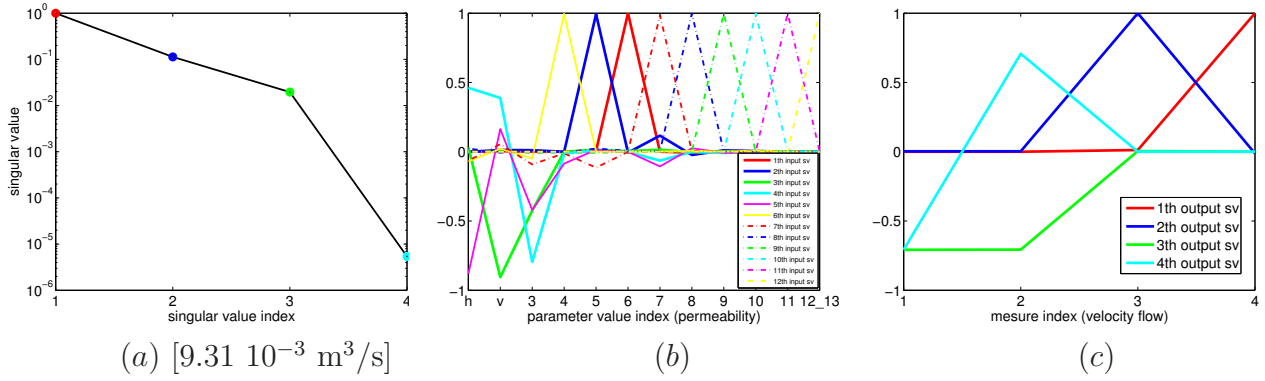 10^0
10^-1
10^-2
10^-3
10^-4
10^-5
10^-6
singular value
1 2 3 4
singular value index
(a) [9.31 10^-3 m^3/s]
1
0.5
0
-0.5
-1
h v 3 4 5 6 7 8 9 10 11 12_13
parameter value index (permeability)
1th input sv
2th input sv
3th input sv
4th input sv
5th input sv
6th input sv
7th input sv
8th input sv
9th input sv
10th input sv
11th input sv
12th input sv
(b)
1
0.5
0
-0.5
-1
1 2 3 4
mesure index (velocity flow)
1th output sv
2th output sv
3th output sv
4th output sv
(c)